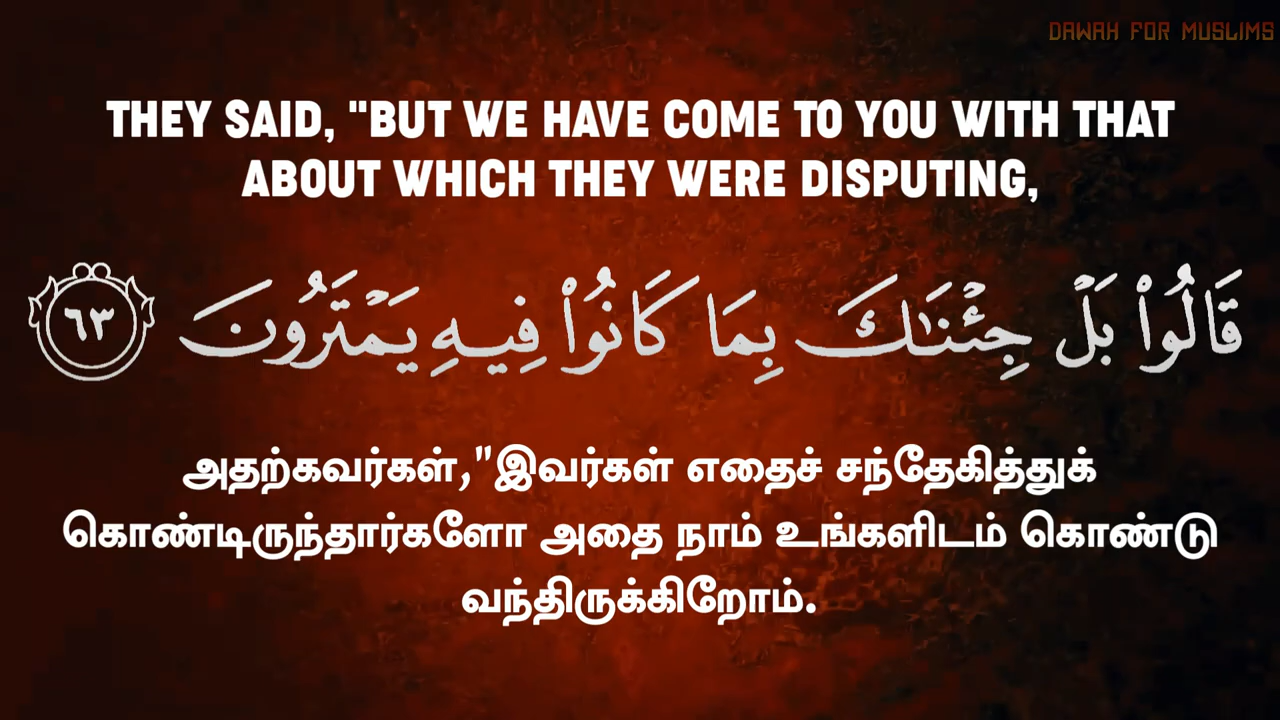 DAWAH FOR MUSLIMS
THEY SAID, "BUT WE HAVE COME TO YOU WITH THAT
ABOUT WHICH THEY WERE DISPUTING,
قَالُوا۟ بَلْ جِئْنَـٰكَ بِمَا كَانُوا۟ فِيهِ يَمْتَرُونَ ٦٣
அதற்கவர்கள்,"இவர்கள் எதைச் சந்தேகித்துக்
கொண்டிருந்தார்களோ அதை நாம் உங்களிடம் கொண்டு
வந்திருக்கிறோம்.